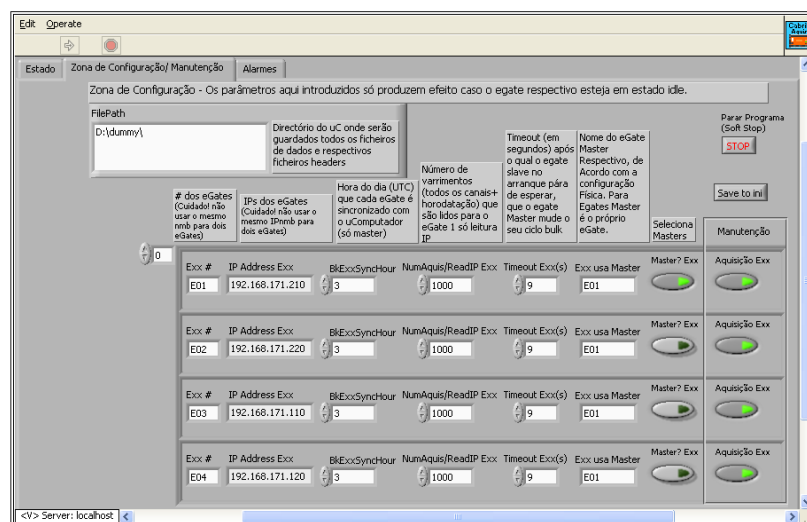 Edit Operate
Cabri
Aquis
Estado
Zona de Configuração/ Manutenção
Alarmes
Zona de Configuração - Os parâmetros aqui introduzidos só produzem efeito caso o egate respectivo esteja em estado idle.
FilePath
D:\dummy\
Directório do uC onde serão
guardados todos os ficheiros
de dados e respectivos
ficheiros headers
Parar Programa
(Soft Stop)
STOP
Save to ini
# dos eGates
(Cuidado! não
usar o mesmo
nmb para dois
eGates)
IPs dos eGates
(Cuidado! não usar o
mesmo IPnmb para
dois eGates)
Hora do dia (UTC)
que cada eGate é
sincronizado com
o uComputador
(só master)
Número de
varrimentos
(todos os canais+
horodatação) que
são lidos para o
eGate 1 só leitura
IP
Timeout (em
segundos) após
o qual o egate
slave no
arranque pára
de esperar,
que o egate
Master mude o
seu ciclo bulk
Nome do eGate
Master
Respectivo, de
Acordo com a
configuração
Física. Para
Egates Master
é o próprio
eGate.
Seleciona
Masters
Manutenção
0
Exx # IP Address Exx BkExxSyncHour NumAquis/ReadIP Exx Timeout Exx(s) Exx usa Master Master? Exx Aquisição Exx
E01 192.168.171.210 3 1000 9 E01
Exx # IP Address Exx BkExxSyncHour NumAquis/ReadIP Exx Timeout Exx(s) Exx usa Master Master? Exx Aquisição Exx
E02 192.168.171.220 3 1000 9 E01
Exx # IP Address Exx BkExxSyncHour NumAquis/ReadIP Exx Timeout Exx(s) Exx usa Master Master? Exx Aquisição Exx
E03 192.168.171.110 3 1000 9 E01
Exx # IP Address Exx BkExxSyncHour NumAquis/ReadIP Exx Timeout Exx(s) Exx usa Master Master? Exx Aquisição Exx
E04 192.168.171.120 3 1000 9 E01
<V> Server: localhost